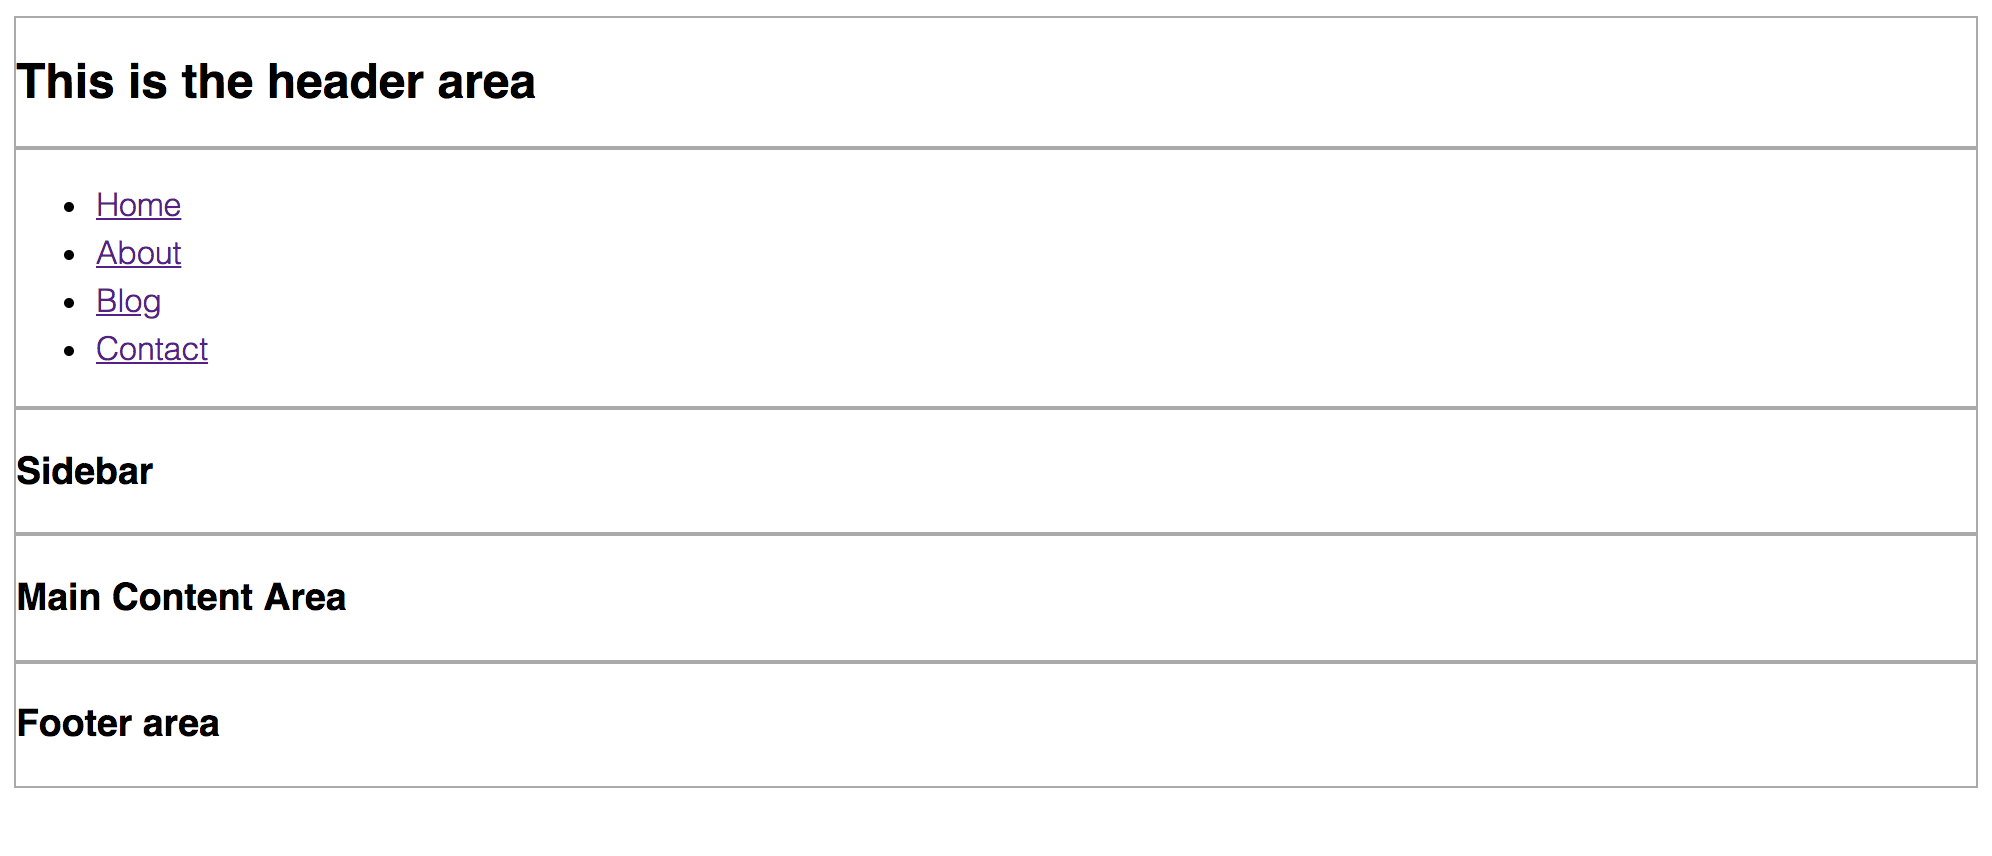 This is the header area
Home
About
Blog
Contact
Sidebar
Main Content Area
Footer area